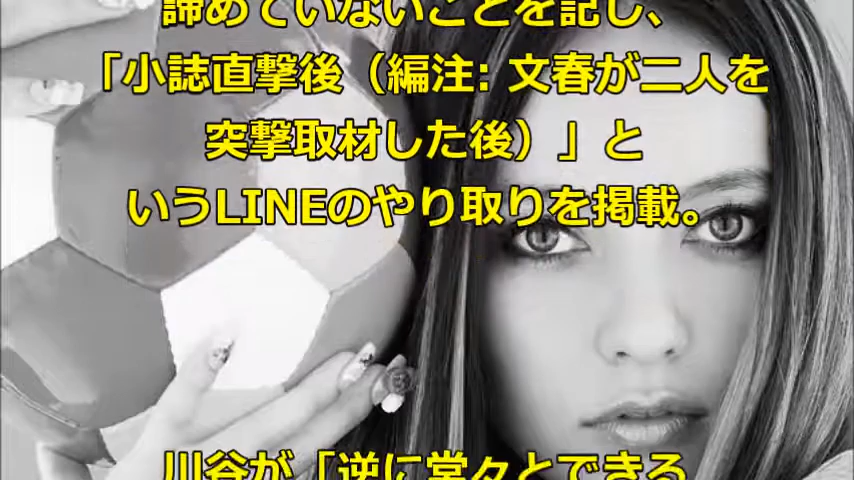 諦めていないことを記し、
「小誌直撃後（編注: 文春が二人を
突撃取材した後）」と
いうLINEのやり取りを掲載。
川谷が「逆に堂々とできる